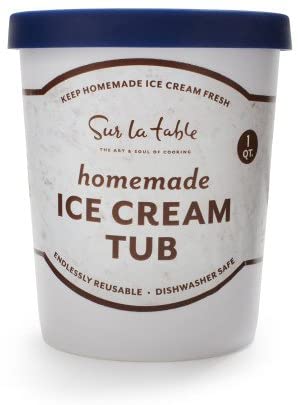 KEEP HOMEMADE ICE CREAM FRESH
Sur la table
THE ART & SOUL OF COOKING
1
QT.
homemade
ICE CREAM
TUB
ENDLESSLY REUSABLE • DISHWASHER SAFE